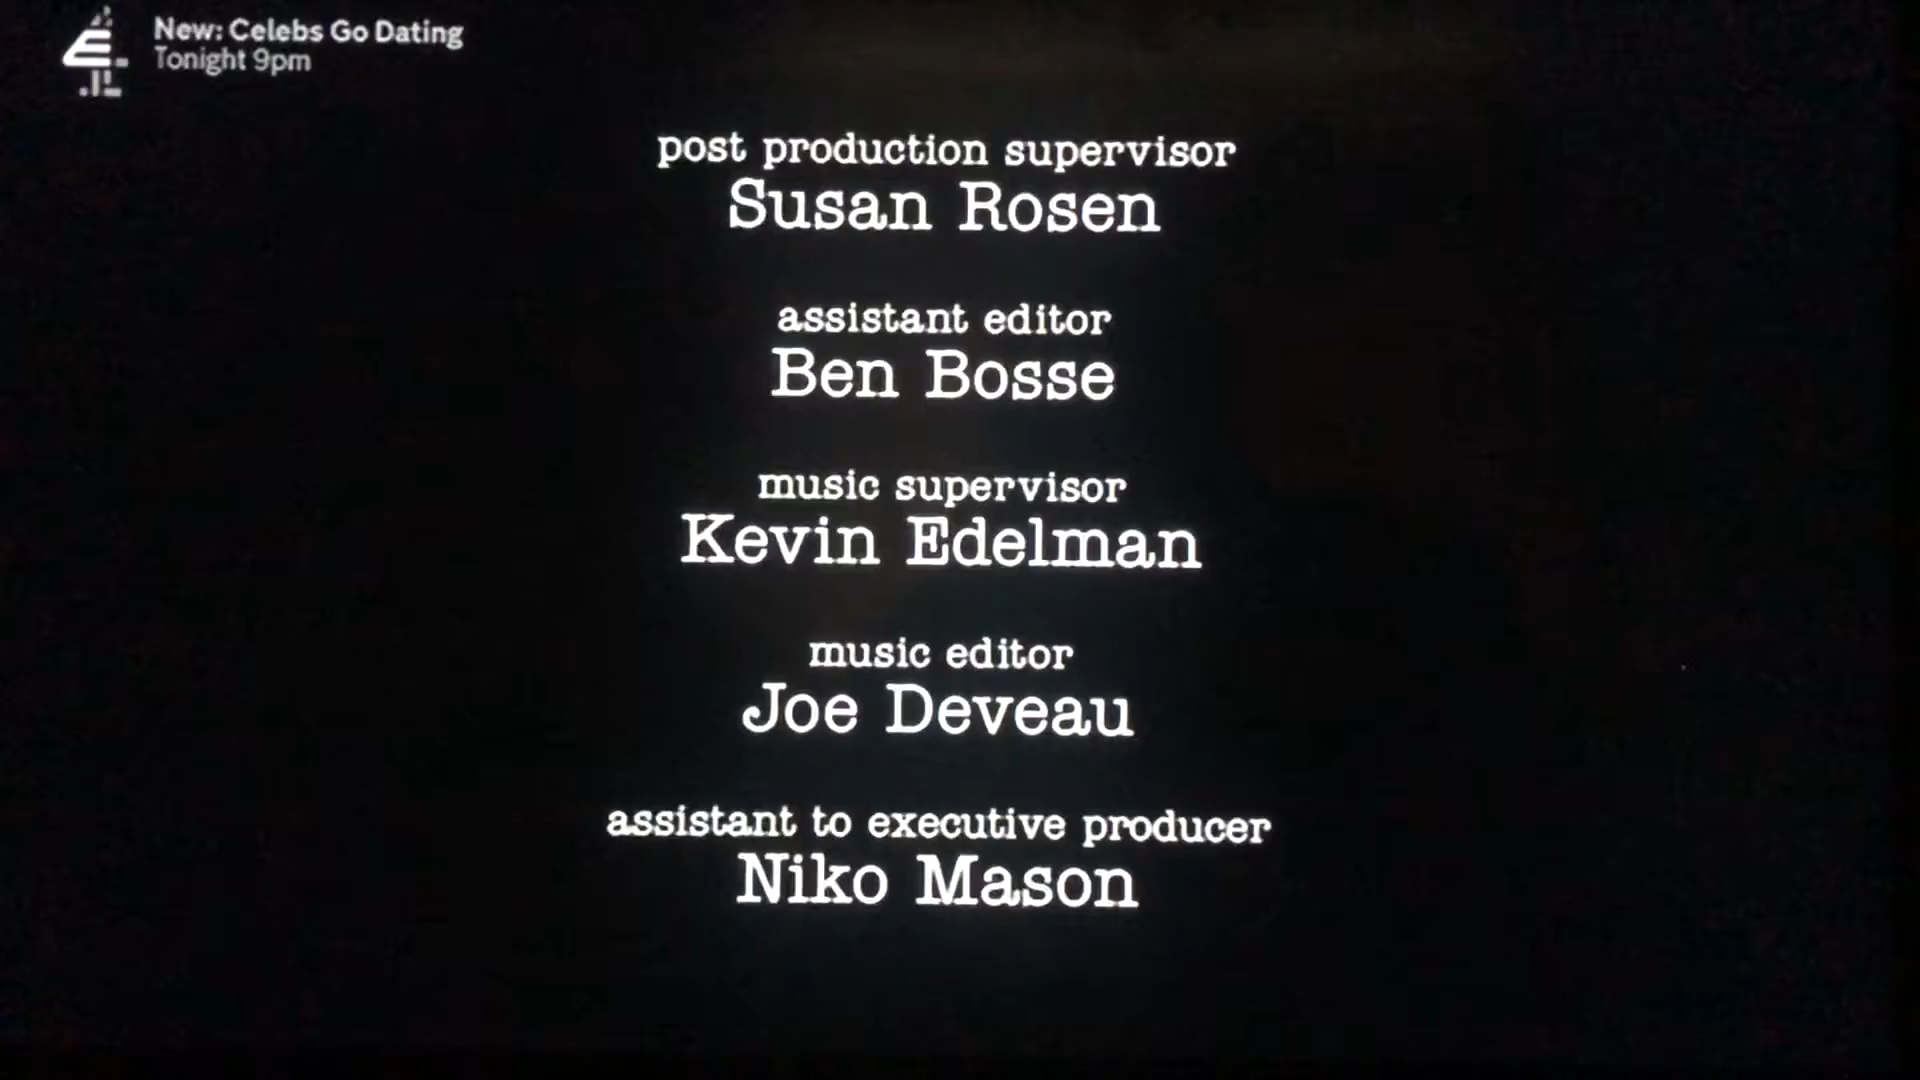 New: Celebs Go Dating
Tonight 9pm
post production supervisor
Susan Rosen
assistant editor
Ben Bosse
music supervisor
Kevin Edelman
music editor
Joe Deveau
assistant to executive producer
Niko Mason